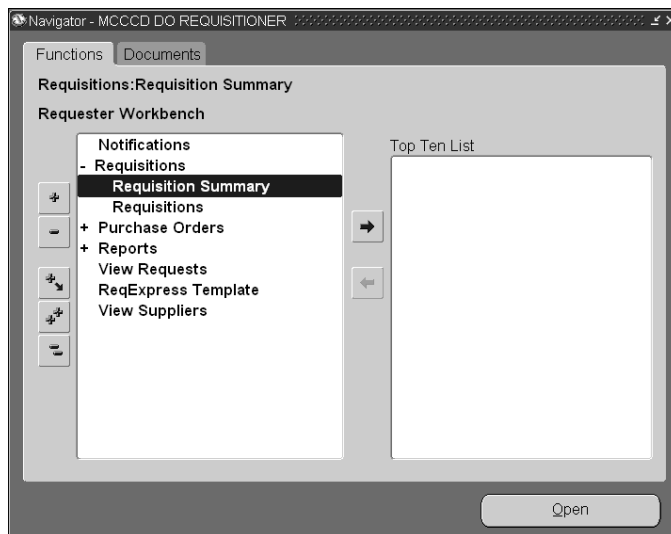 Navigator - MCCCD DO REQUISITIONER
Functions Documents
Requisitions:Requisition Summary
Requester Workbench
Notifications
- Requisitions
Requisition Summary
Requisitions
+ Purchase Orders
+ Reports
View Requests
ReqExpress Template
View Suppliers
Top Ten List
Open